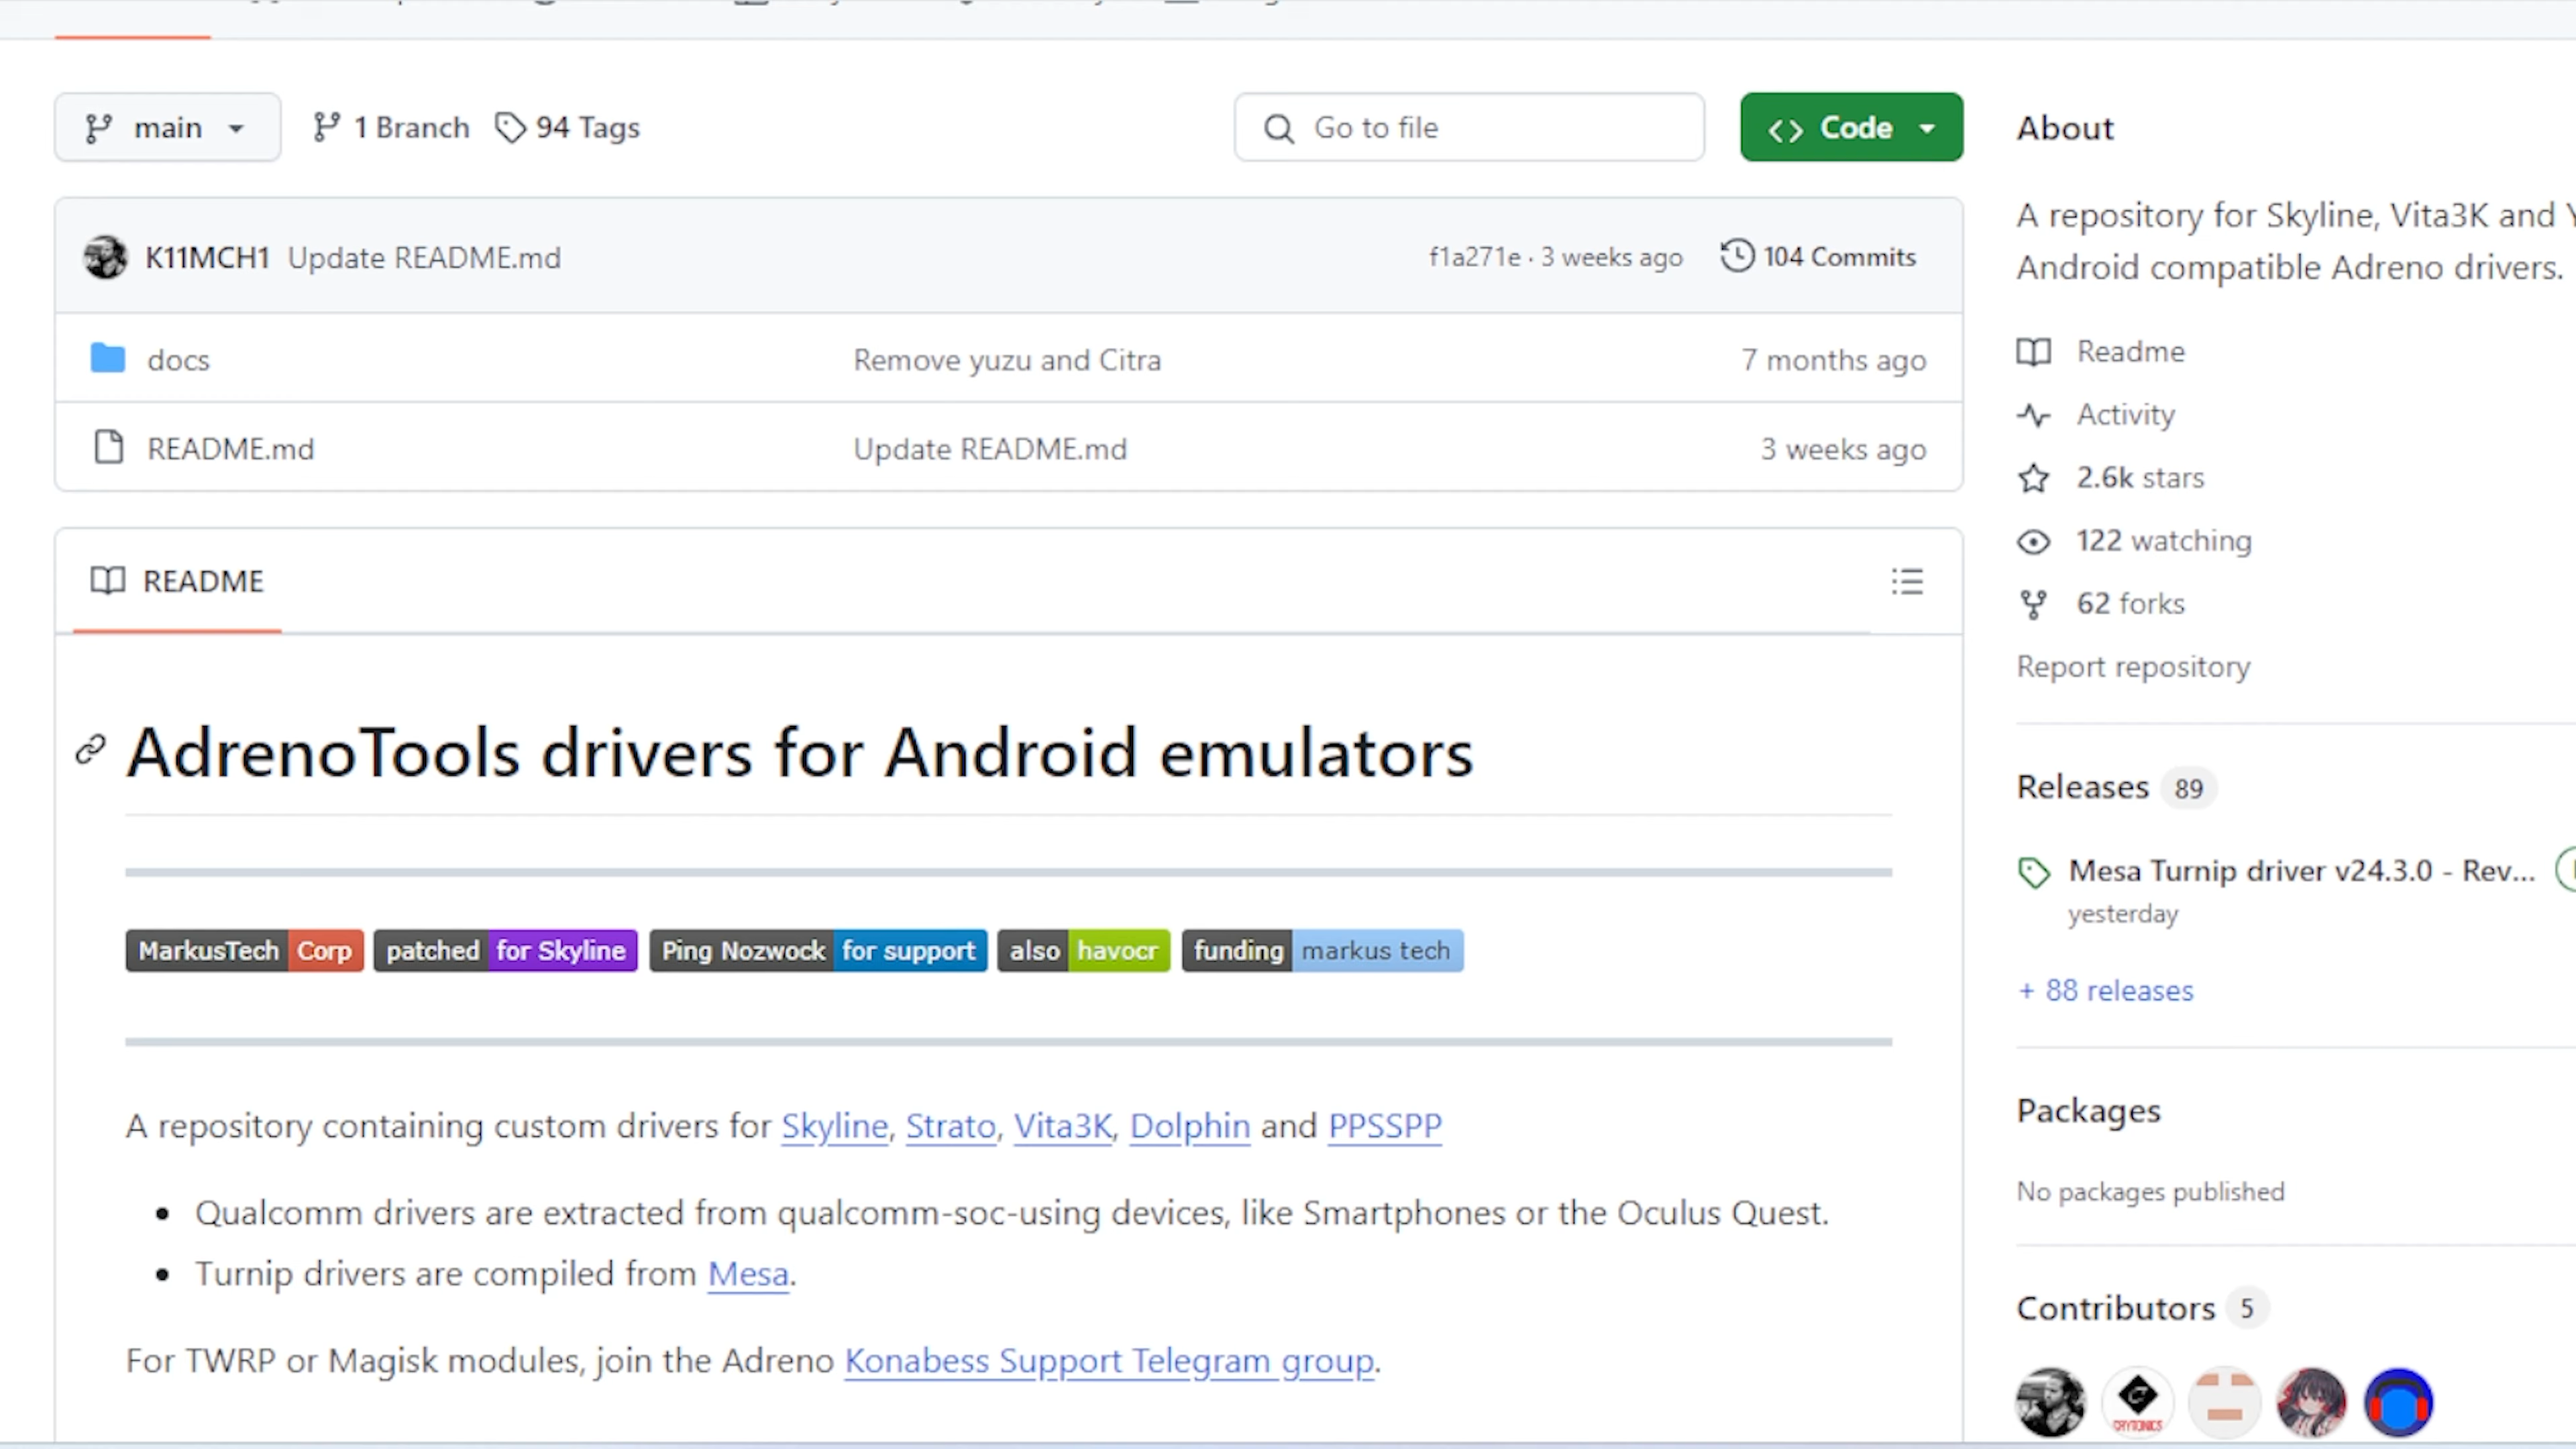 main
1 Branch
94 Tags
Go to file
Code
K11MCH1 Update README.md f1a271e · 3 weeks ago 104 Commits
docs Remove yuzu and Citra 7 months ago
README.md Update README.md 3 weeks ago
README
AdrenoTools drivers for Android emulators
MarkusTech Corp patched for Skyline Ping Nozwock for support also havocr funding markus tech
A repository containing custom drivers for Skyline, Strato, Vita3K, Dolphin and PPSSPP
• Qualcomm drivers are extracted from qualcomm-soc-using devices, like Smartphones or the Oculus Quest.
• Turnip drivers are compiled from Mesa.
For TWRP or Magisk modules, join the Adreno Konabess Support Telegram group.
About
A repository for Skyline, Vita3K and
Android compatible Adreno drivers.
Readme
Activity
2.6k stars
122 watching
62 forks
Report repository
Releases 89
Mesa Turnip driver v24.3.0 - Rev...
yesterday
+ 88 releases
Packages
No packages published
Contributors 5
CRYTONICS